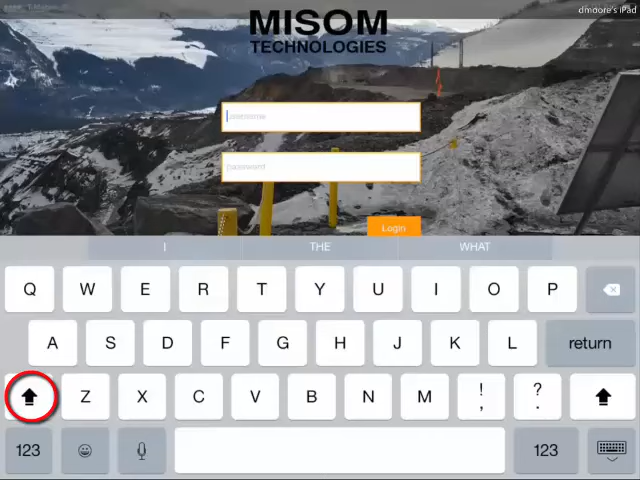 dmoore's iPad
MISOM
TECHNOLOGIES
username
password
Login
I THE WHAT
Q W E R T Y U I O P
A S D F G H J K L return
Z X C V B N M ! , ? .
123 123